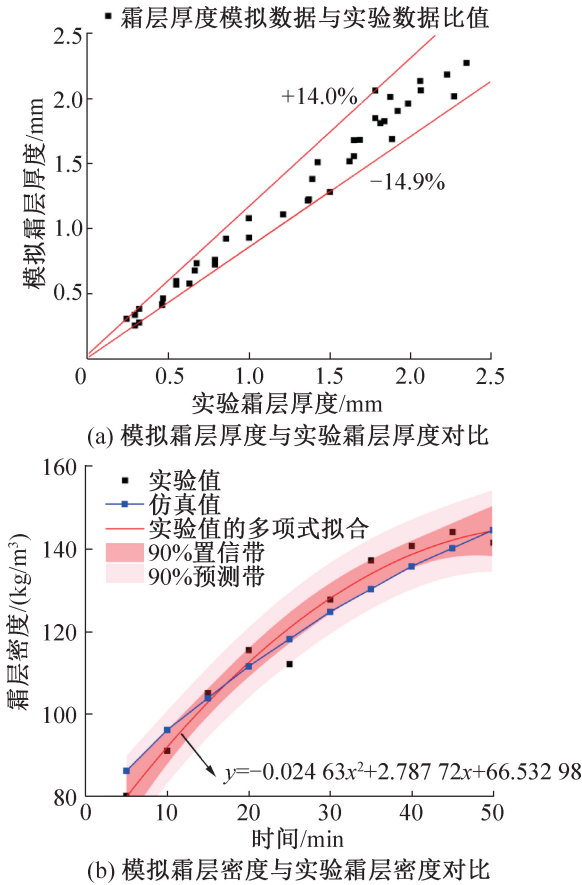 霜层厚度模拟数据与实验数据比值
2.5
2.0
1.5
1.0
0.5
模拟霜层厚度/mm
+14.0%
−14.9%
0 0.5 1.0 1.5 2.0 2.5
实验霜层厚度/mm
(a) 模拟霜层厚度与实验霜层厚度对比
160
140
120
100
80
霜层密度/(kg/m³)
实验值
仿真值
实验值的多项式拟合
90%置信带
90%预测带
y=−0.024 63x²+2.787 72x+66.532 98
0 10 20 30 40 50
时间/min
(b) 模拟霜层密度与实验霜层密度对比